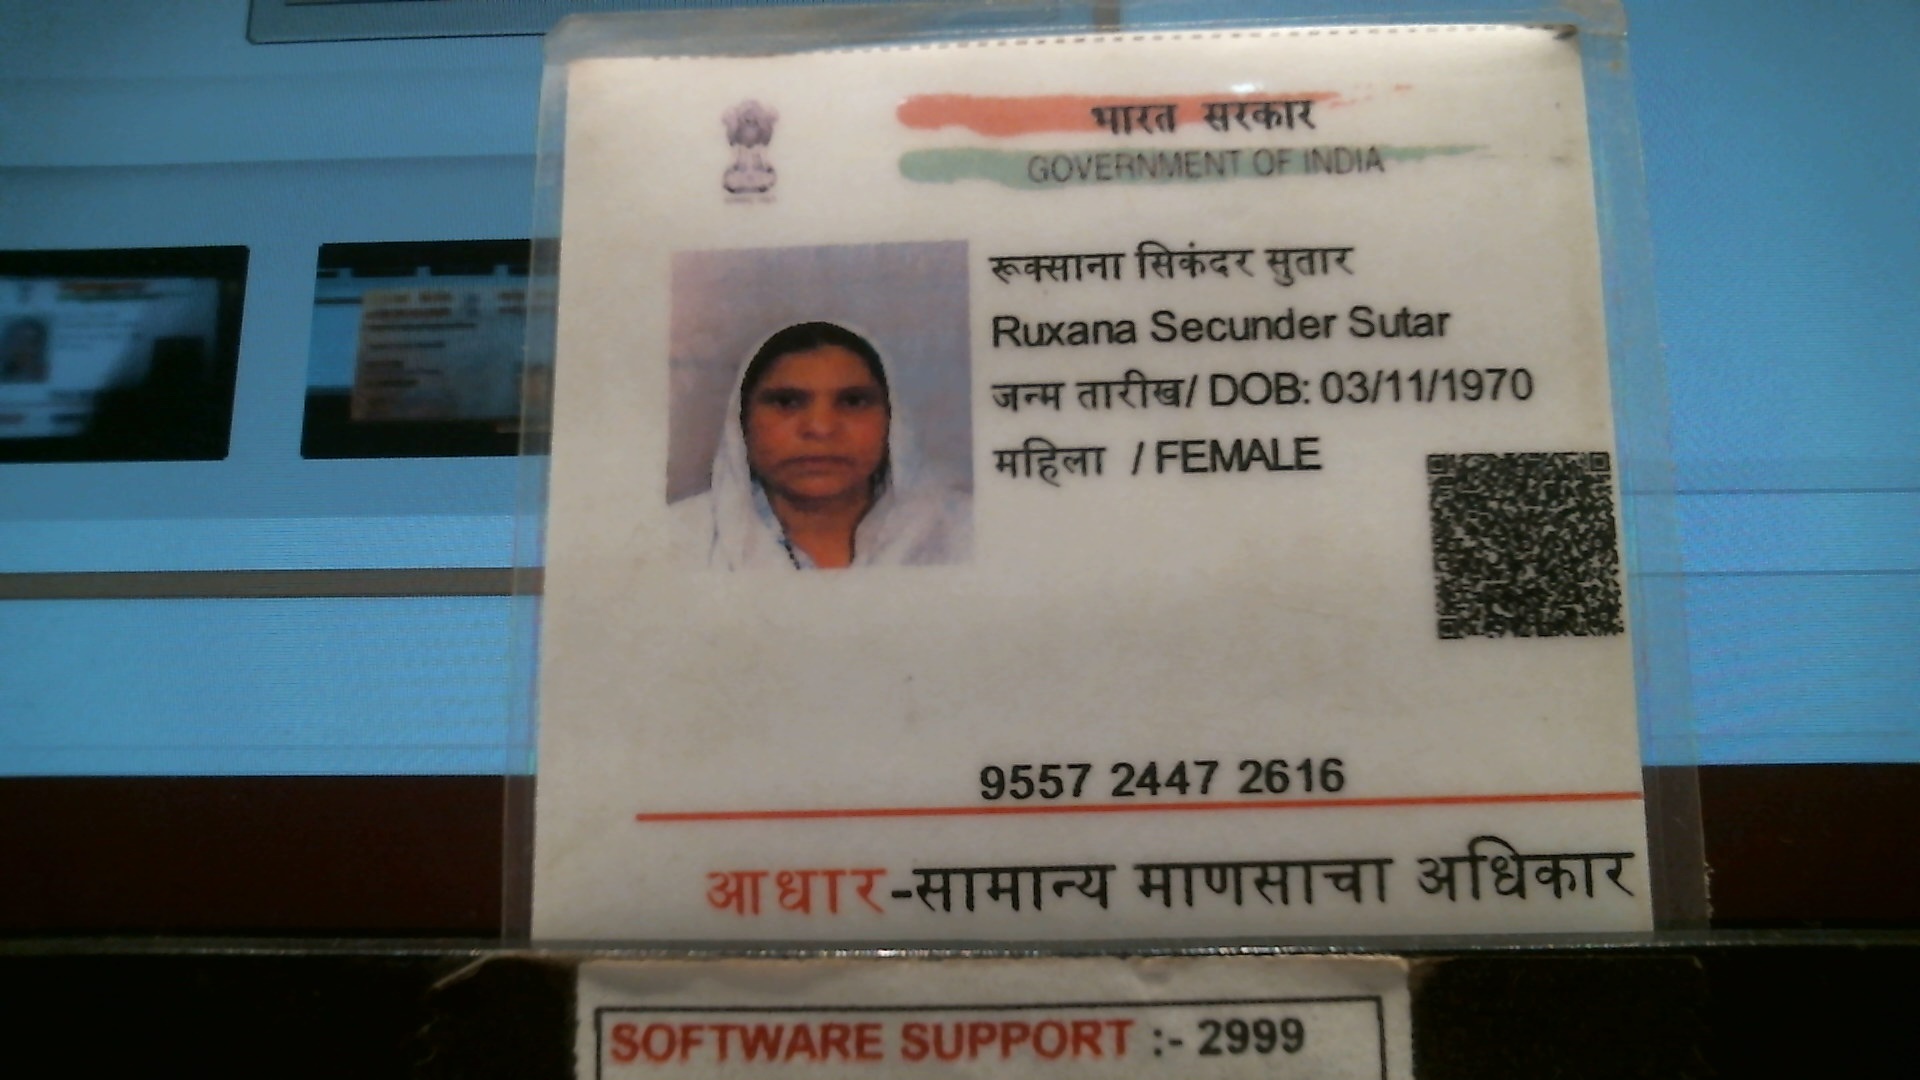 भारत सरकार
GOVERNMENT OF INDIA
रूक्साना सिकंदर सुतार
Ruxana Secunder Sutar
जन्म तारीख/ DOB: 03/11/1970
महिला / FEMALE
9557 2447 2616
आधार-सामान्य माणसाचा अधिकार
SOFTWARE SUPPORT :- 2999